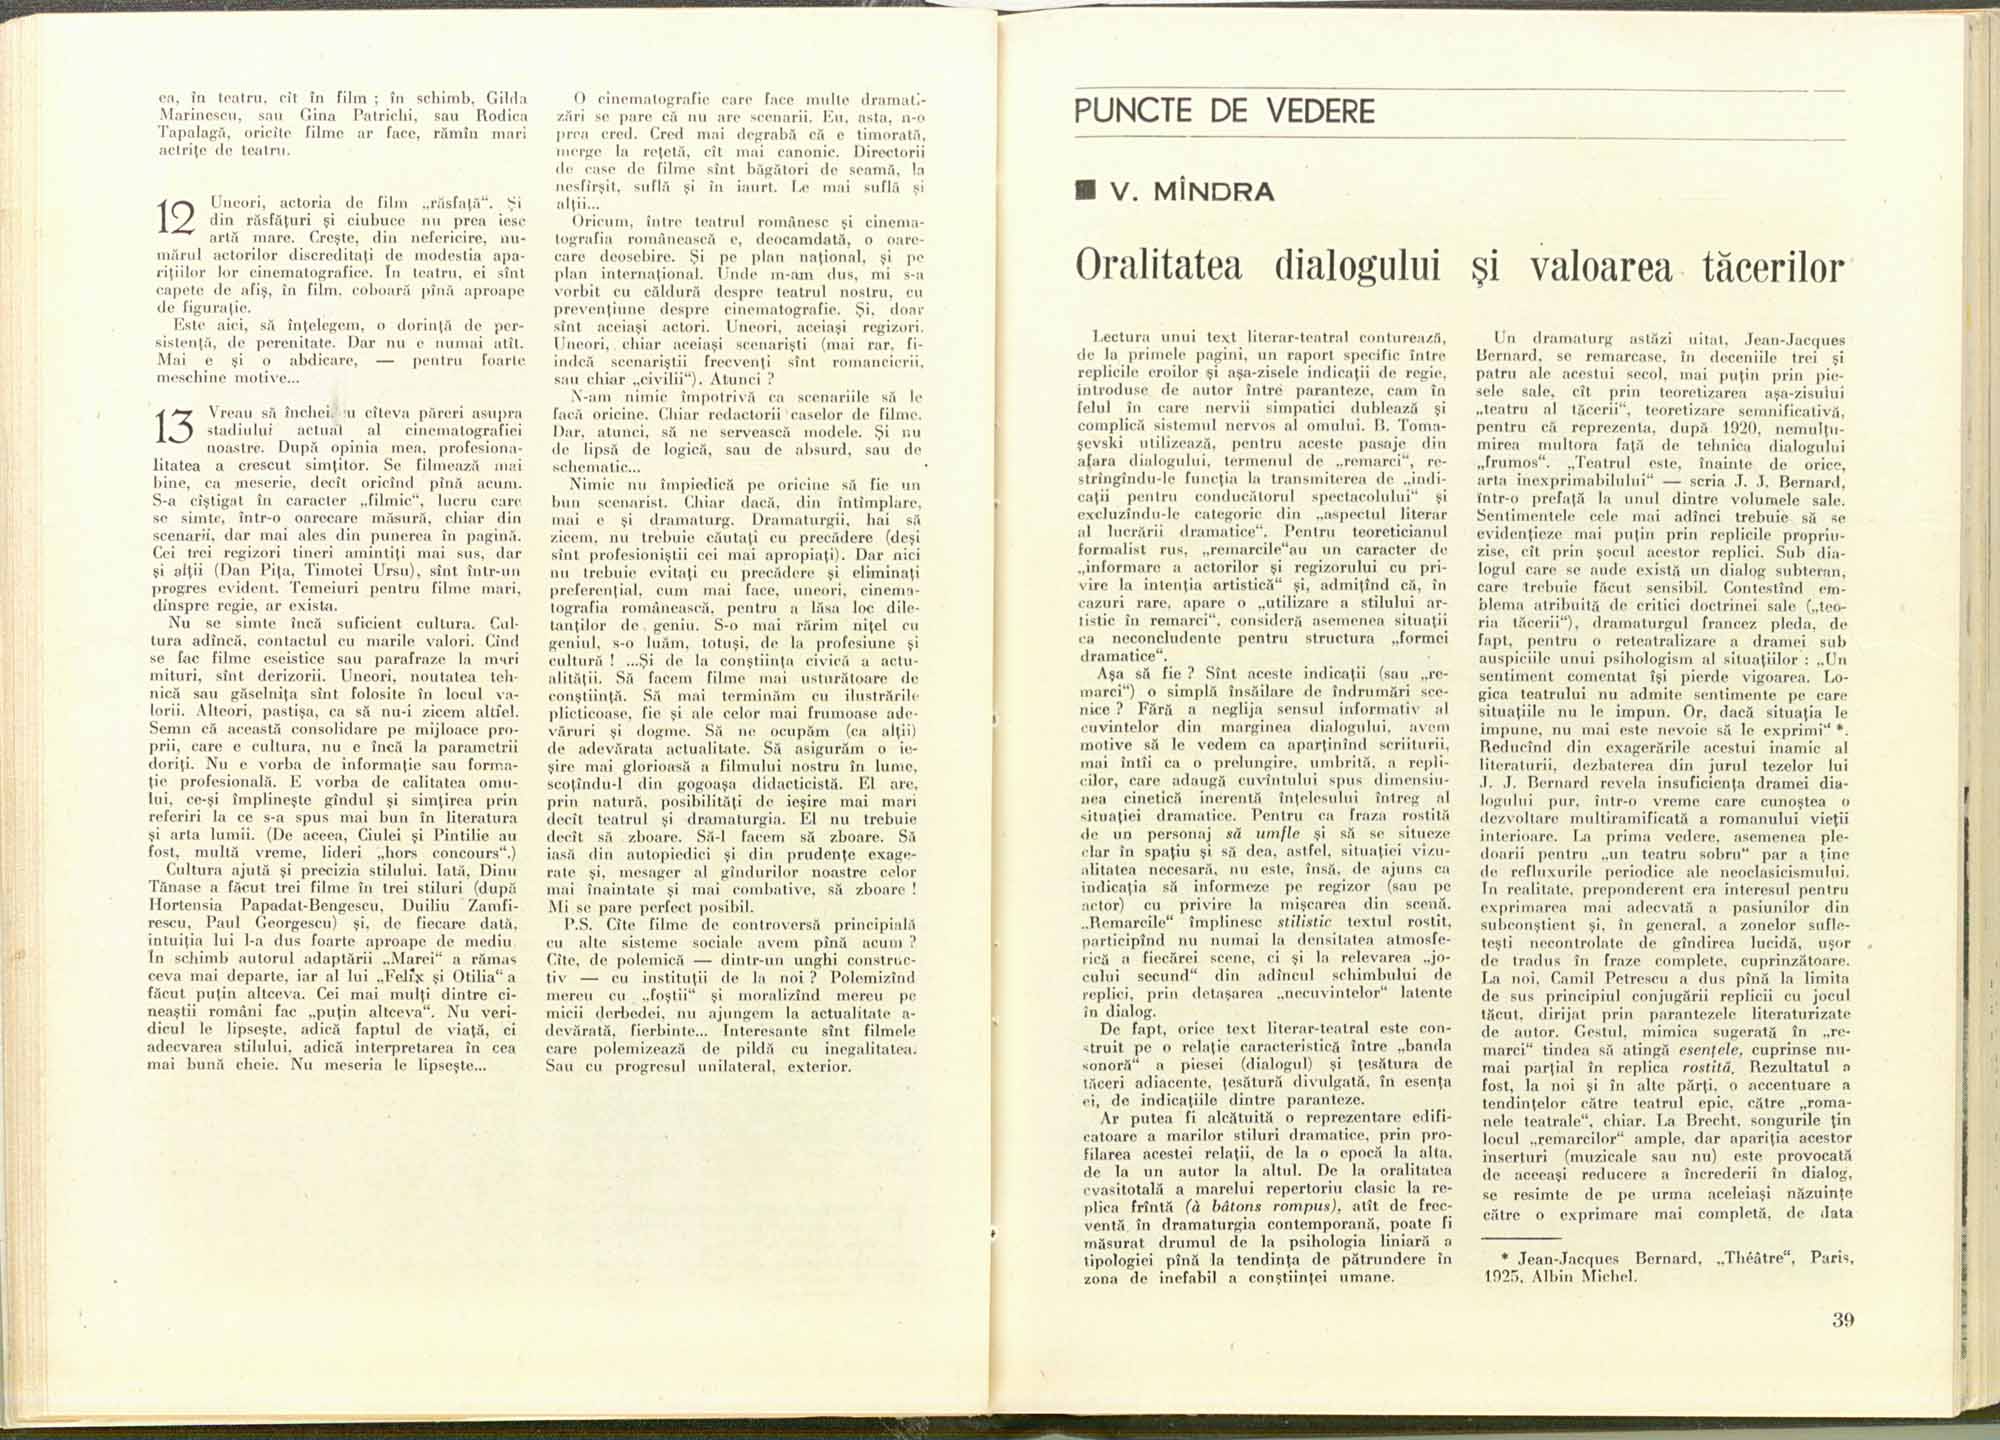 ea, în teatru, cît în film ; în schimb, Gilda
Marinescu, sau Gina Patrichi, sau Rodica
Tapalagă, oricîte filme ar face, rămîn mari
actrițe de teatru.
12 Uneori, actoria de film „răsfață“. Și
din răsfățuri și ciubuce nu prea iese
artă mare. Crește, din nefericire, nu-
mărul actorilor discreditați de modestia apa-
rițiilor lor cinematografice. În teatru, ei sînt
capete de afiș, în film, coboară pînă aproape
de figurație.
Este aici, să înțelegem, o dorință de per-
sistență, de perenitate. Dar nu e numai atît.
Mai e și o abdicare, — pentru foarte
meschine motive...
13 Vreau să închei, cu cîteva păreri asupra
stadiului actual al cinematografiei
noastre. După opinia mea, profesiona-
litatea a crescut simțitor. Se filmează mai
bine, ca meserie, decît oricînd pînă acum.
S-a cîștigat în caracter „filmic“, lucru care
se simte, într-o oarecare măsură, chiar din
scenarii, dar mai ales din punerea în pagină.
Cei trei regizori tineri amintiți mai sus, dar
și alții (Dan Pița, Timotei Ursu), sînt într-un
progres evident. Temeiuri pentru filme mari,
dinspre regie, ar exista.
Nu se simte încă suficient cultura. Cul-
tura adîncă, contactul cu marile valori. Cînd
se fac filme eseistice sau parafraze la mari
mituri, sînt derizorii. Uneori, noutatea teh-
nică sau găselnița sînt folosite în locul va-
lorii. Alteori, pastișa, ca să nu-i zicem altfel.
Semn că această consolidare pe mijloace pro-
prii, care e cultura, nu e încă la parametrii
doriți. Nu e vorba de informație sau forma-
ție profesională. E vorba de calitatea omu-
lui, ce-și împlinește gîndul și simțirea prin
referiri la ce s-a spus mai bun în literatura
și arta lumii. (De aceea, Ciulei și Pintilie au
fost, multă vreme, lideri „hors concours“.)
Cultura ajută și precizia stilului. Iată, Dinu
Tănase a făcut trei filme în trei stiluri (după
Hortensia Papadat-Bengescu, Duiliu Zamfi-
rescu, Paul Georgescu) și, de fiecare dată,
intuiția lui l-a dus foarte aproape de mediu.
În schimb autorul adaptării „Marei“ a rămas
ceva mai departe, iar al lui „Felix și Otilia“ a
făcut puțin altceva. Cei mai mulți dintre ci-
neaștii români fac „puțin altceva“. Nu veri-
dicul le lipsește, adică faptul de viață, ci
adecvarea stilului, adică interpretarea în cea
mai bună cheie. Nu meseria le lipsește...
O cinematografie care face multe dramati-
zări se pare că nu are scenarii. Eu, asta, n-o
prea cred. Cred mai degrabă că e timorată,
merge la rețetă, cît mai canonic. Directorii
de case de filme sînt băgători de seamă, la
nesfîrșit, suflă și în iaurt. Le mai suflă și
alții...
Oricum, între teatrul românesc și cinema-
tografia românească e, deocamdată, o oare-
care deosebire. Și pe plan național, și pe
plan internațional. Unde m-am dus, mi s-a
vorbit cu căldură despre teatrul nostru, cu
prevențiune despre cinematografie. Și, doar
sînt aceiași actori. Uneori, aceiași regizori.
Uneori, chiar aceiași scenariști (mai rar, fi-
indcă scenariștii frecvenți sînt romancierii,
sau chiar „civilii“). Atunci ?
N-am nimic împotrivă ca scenariile să le
facă oricine. Chiar redactorii caselor de filme.
Dar, atunci, să ne servească modele. Și nu
de lipsă de logică, sau de absurd, sau de
schematic...
Nimic nu împiedică pe oricine să fie un
bun scenarist. Chiar dacă, din întîmplare,
mai e și dramaturg. Dramaturgii, hai să
zicem, nu trebuie căutați cu precădere (deși
sînt profesioniștii cei mai apropiați). Dar nici
nu trebuie evitați cu precădere și eliminați
preferențial, cum mai face, uneori, cinema-
tografia românească, pentru a lăsa loc dile-
tanților de geniu. S-o mai rărim nițel cu
geniul, s-o luăm, totuși, de la profesiune și
cultură ! ...Și de la conștiința civică a actu-
alității. Să facem filme mai usturătoare de
conștiință. Să mai terminăm cu ilustrările
plicticoase, fie și ale celor mai frumoase ade-
văruri și dogme. Să ne ocupăm (ca alții)
de adevărata actualitate. Să asigurăm o ie-
șire mai glorioasă a filmului nostru în lume,
scoțîndu-l din gogoașa didacticistă. El are,
prin natură, posibilități de ieșire mai mari
decît teatrul și dramaturgia. El nu trebuie
decît să zboare. Să-l facem să zboare. Să
iasă din autopiedici și din prudențe exage-
rate și, mesager al gîndurilor noastre celor
mai înaintate și mai combative, să zboare !
Mi se pare perfect posibil.
P.S. Cîte filme de controversă principială
cu alte sisteme sociale avem pînă acum ?
Cîte, de polemică — dintr-un unghi construc-
tiv — cu instituții de la noi ? Polemizînd
mereu cu „foștii“ și moralizînd mereu pe
micii derbedei, nu ajungem la actualitate a-
devărată, fierbinte... Interesante sînt filmele
care polemizează de pildă cu inegalitatea.
Sau cu progresul unilateral, exterior.
PUNCTE DE VEDERE
■ V. MÎNDRA
Oralitatea dialogului și valoarea tăcerilor
Lectura unui text literar-teatral conturează,
de la primele pagini, un raport specific între
replicile eroilor și așa-zisele indicații de regie,
introduse de autor între paranteze, cam în
felul în care nervii simpatici dublează și
complică sistemul nervos al omului. B. Toma-
șevski utilizează, pentru aceste pasaje din
afara dialogului, termenul de „remarci“, re-
strîngîndu-le funcția la transmiterea de „indi-
cații pentru conducătorul spectacolului“ și
excluzîndu-le categoric din „aspectul literar
al lucrării dramatice“. Pentru teoreticianul
formalist rus, „remarcile“au un caracter de
„informare a actorilor și regizorului cu pri-
vire la intenția artistică“ și, admițînd că, în
cazuri rare, apare o „utilizare a stilului ar-
tistic în remarci“, consideră asemenea situații
ca neconcludente pentru structura „formei
dramatice“.
Așa să fie ? Sînt aceste indicații (sau „re-
marci“) o simplă însăilare de îndrumări sce-
nice ? Fără a neglija sensul informativ al
cuvintelor din marginea dialogului, avem
motive să le vedem ca aparținînd scriiturii,
mai întîi ca o prelungire, umbrită, a repli-
cilor, care adaugă cuvîntului spus dimensiu-
nea cinetică inerentă înțelesului întreg al
situației dramatice. Pentru ca fraza rostită
de un personaj să umfle și să se situeze
clar în spațiu și să dea, astfel, situației vizu-
alitatea necesară, nu este, însă, de ajuns ca
indicația să informeze pe regizor (sau pe
actor) cu privire la mișcarea din scenă.
„Remarcile“ împlinesc stilistic textul rostit,
participînd nu numai la densitatea atmosfe-
rică a fiecărei scene, ci și la relevarea „jo-
cului secund“ din adîncul schimbului de
replici, prin detașarea „necuvintelor“ latente
în dialog.
De fapt, orice text literar-teatral este con-
struit pe o relație caracteristică între „banda
sonoră“ a piesei (dialogul) și țesătura de
tăceri adiacente, țesătură divulgată, în esența
ei, de indicațiile dintre paranteze.
Ar putea fi alcătuită o reprezentare edifi-
catoare a marilor stiluri dramatice, prin pro-
filarea acestei relații, de la o epocă la alta,
de la un autor la altul. De la oralitatea
cvasitotală a marelui repertoriu clasic la re-
plica frîntă (à bâtons rompus), atît de frec-
ventă în dramaturgia contemporană, poate fi
măsurat drumul de la psihologia liniară a
tipologiei pînă la tendința de pătrundere în
zona de inefabil a conștiinței umane.
Un dramaturg astăzi uitat, Jean-Jacques
Bernard, se remarcase, în deceniile trei și
patru ale acestui secol, mai puțin prin pie-
sele sale, cît prin teoretizarea așa-zisului
„teatru al tăcerii“, teoretizare semnificativă,
pentru că reprezenta, după 1920, nemulțu-
mirea multora față de tehnica dialogului
„frumos“. „Teatrul este, înainte de orice,
arta inexprimabilului“ — scria J. J. Bernard,
într-o prefață la unul dintre volumele sale.
Sentimentele cele mai adînci trebuie să se
evidențieze mai puțin prin replicile propriu-
zise, cît prin șocul acestor replici. Sub dia-
logul care se aude există un dialog subteran,
care trebuie făcut sensibil. Contestînd em-
blema atribuită de critici doctrinei sale („teo-
ria tăcerii“), dramaturgul francez pleda, de
fapt, pentru o reteatralizare a dramei sub
auspiciile unui psihologism al situațiilor : „Un
sentiment comentat își pierde vigoarea. Lo-
gica teatrului nu admite sentimente pe care
situațiile nu le impun. Or, dacă situația le
impune, nu mai este nevoie să le exprimi“ *.
Reducînd din exagerările acestui inamic al
literaturii, dezbaterea din jurul tezelor lui
J. J. Bernard revela insuficiența dramei dia-
logului pur, într-o vreme care cunoștea o
dezvoltare multiramificată a romanului vieții
interioare. La prima vedere, asemenea ple-
doarii pentru „un teatru sobru“ par a ține
de refluxurile periodice ale neoclasicismului.
În realitate, preponderent era interesul pentru
exprimarea mai adecvată a pasiunilor din
subconștient și, în general, a zonelor sufle-
tești necontrolate de gîndirea lucidă, ușor
de tradus în fraze complete, cuprinzătoare.
La noi, Camil Petrescu a dus pînă la limita
de sus principiul conjugării replicii cu jocul
tăcut, dirijat prin parantezele literaturizate
de autor. Gestul, mimica sugerată în „re-
marci“ tindea să atingă esențele, cuprinse nu-
mai parțial în replica rostită. Rezultatul a
fost, la noi și în alte părți, o accentuare a
tendințelor către teatrul epic, către „roma-
nele teatrale“, chiar. La Brecht, songurile țin
locul „remarcilor“ ample, dar apariția acestor
inserturi (muzicale sau nu) este provocată
de aceeași reducere a încrederii în dialog,
se resimte de pe urma aceleiași năzuințe
către o exprimare mai completă, de data
* Jean-Jacques Bernard, „Théâtre“, Paris,
1925, Albin Michel.
39